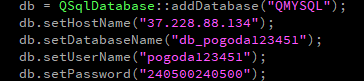 db = QSqlDatabase::addDatabase("QMYSQL");
db.setHostName("37.228.88.134");
db.setDatabaseName("db_pogoda123451");
db.setUserName("pogoda123451");
db.setPassword("240500240500");